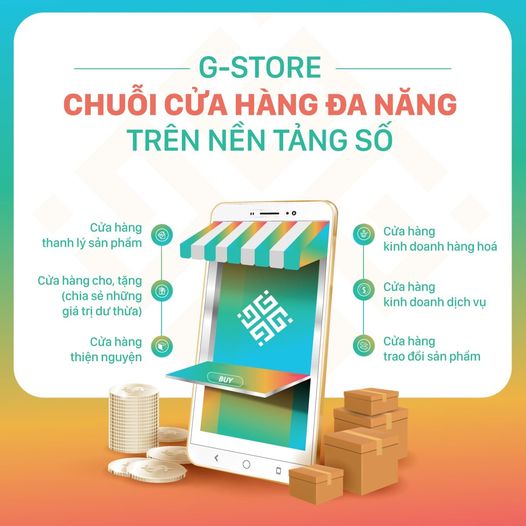 G-STORE
CHUỖI CỬA HÀNG ĐA NĂNG
TRÊN NỀN TẢNG SỐ
Cửa hàng
thanh lý sản phẩm
Cửa hàng cho, tặng
(chia sẻ những
giá trị dư thừa)
Cửa hàng
thiện nguyện
Cửa hàng
kinh doanh hàng hoá
Cửa hàng
kinh doanh dịch vụ
Cửa hàng
trao đổi sản phẩm
BUY